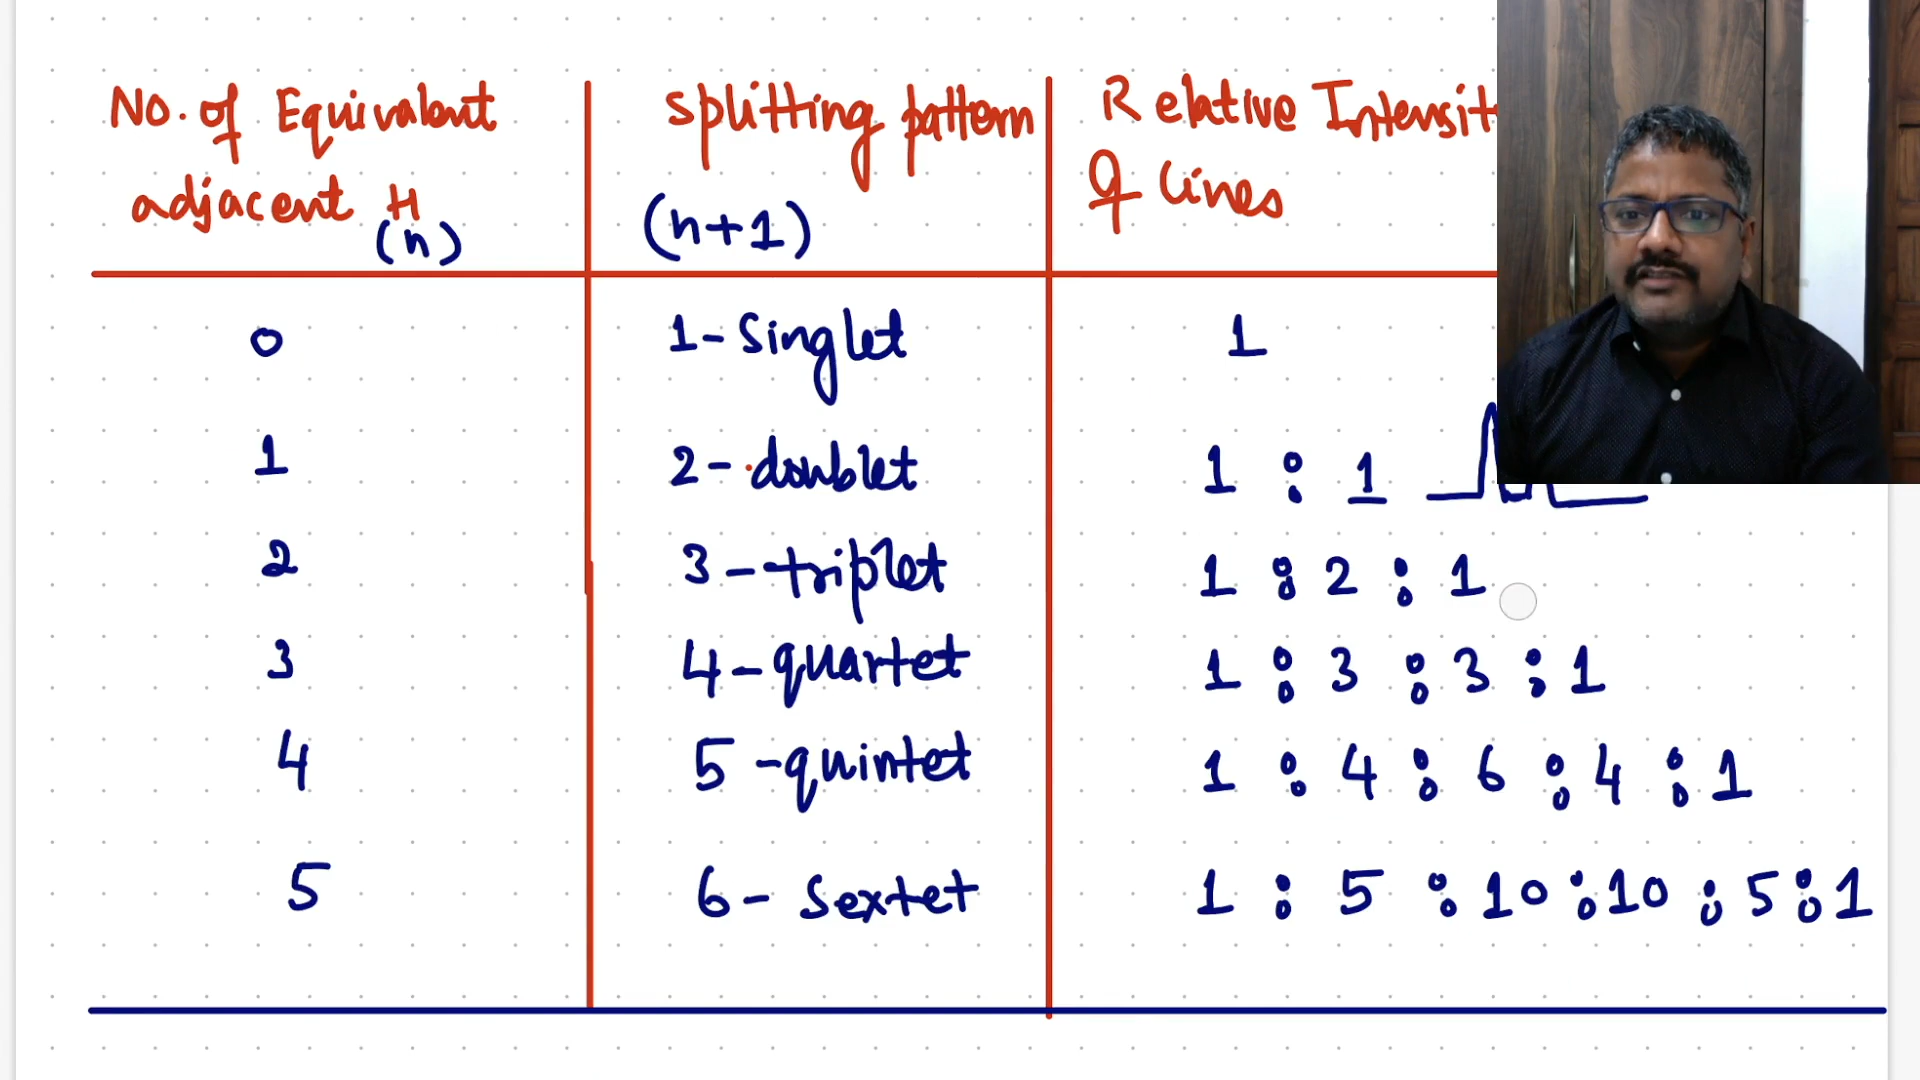 No. of Equivalent
adjacent H
(n)
splitting pattern
(n+1)
Relative Intensit
of lines
0
1-Singlet
1
1
2-doublet
1 : 1
2
3-triplet
1 : 2 : 1
3
4-quartet
1 : 3 : 3 : 1
4
5-quintet
1 : 4 : 6 : 4 : 1
5
6- Sextet
1 : 5 : 10 : 10 : 5 : 1